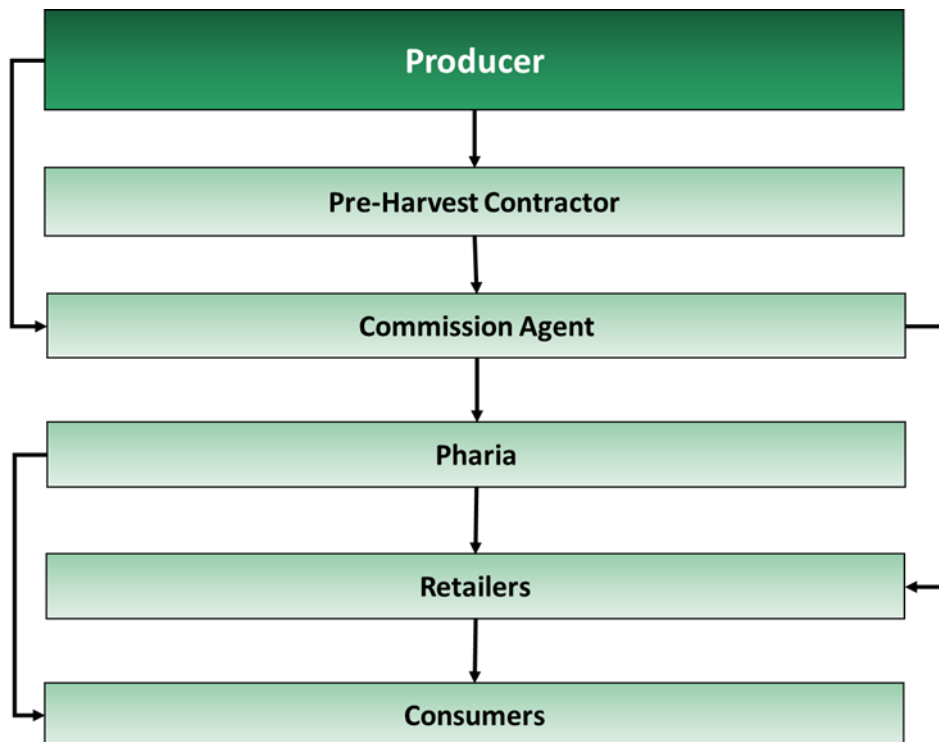 Producer
Pre-Harvest Contractor
Commission Agent
Pharia
Retailers
Consumers